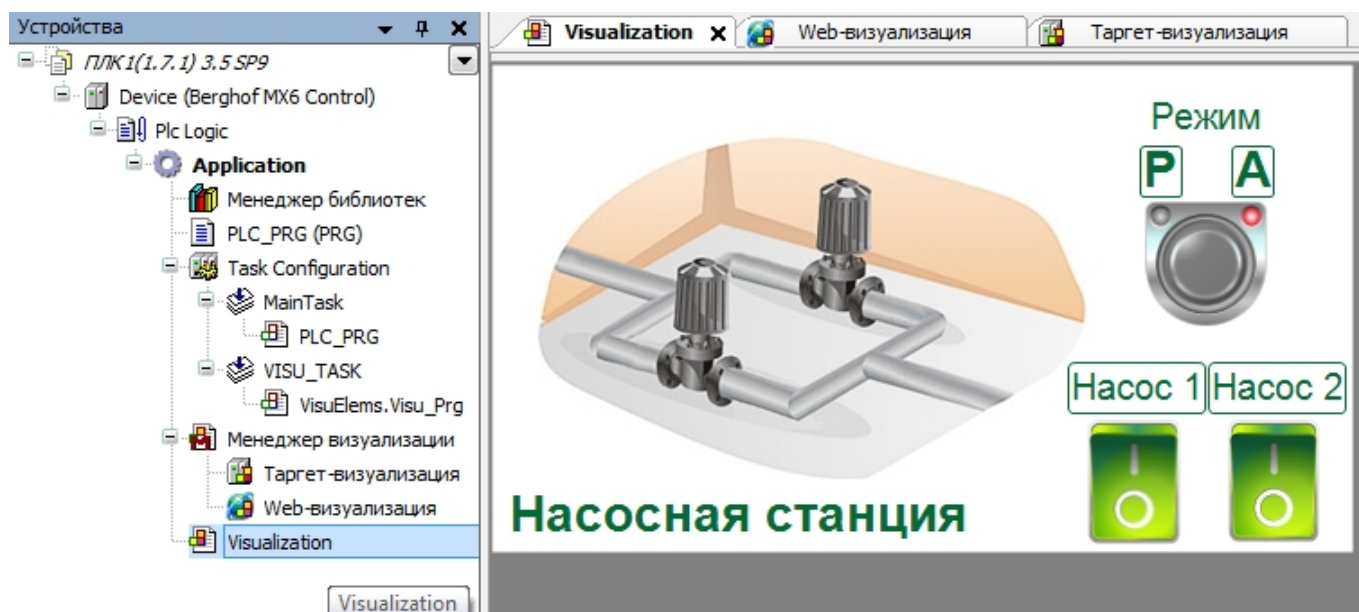 Устройства
ПЛК1(1.7.1) 3.5 SP9
Device (Berghof MX6 Control)
Plc Logic
Application
Менеджер библиотек
PLC_PRG (PRG)
Task Configuration
MainTask
PLC_PRG
VISU_TASK
VisuElems.Visu_Prg
Менеджер визуализации
Таргет-визуализация
Web-визуализация
Visualization
Visualization
Visualization Web-визуализация Таргет-визуализация
Режим
Р А
Насос 1 Насос 2
Насосная станция